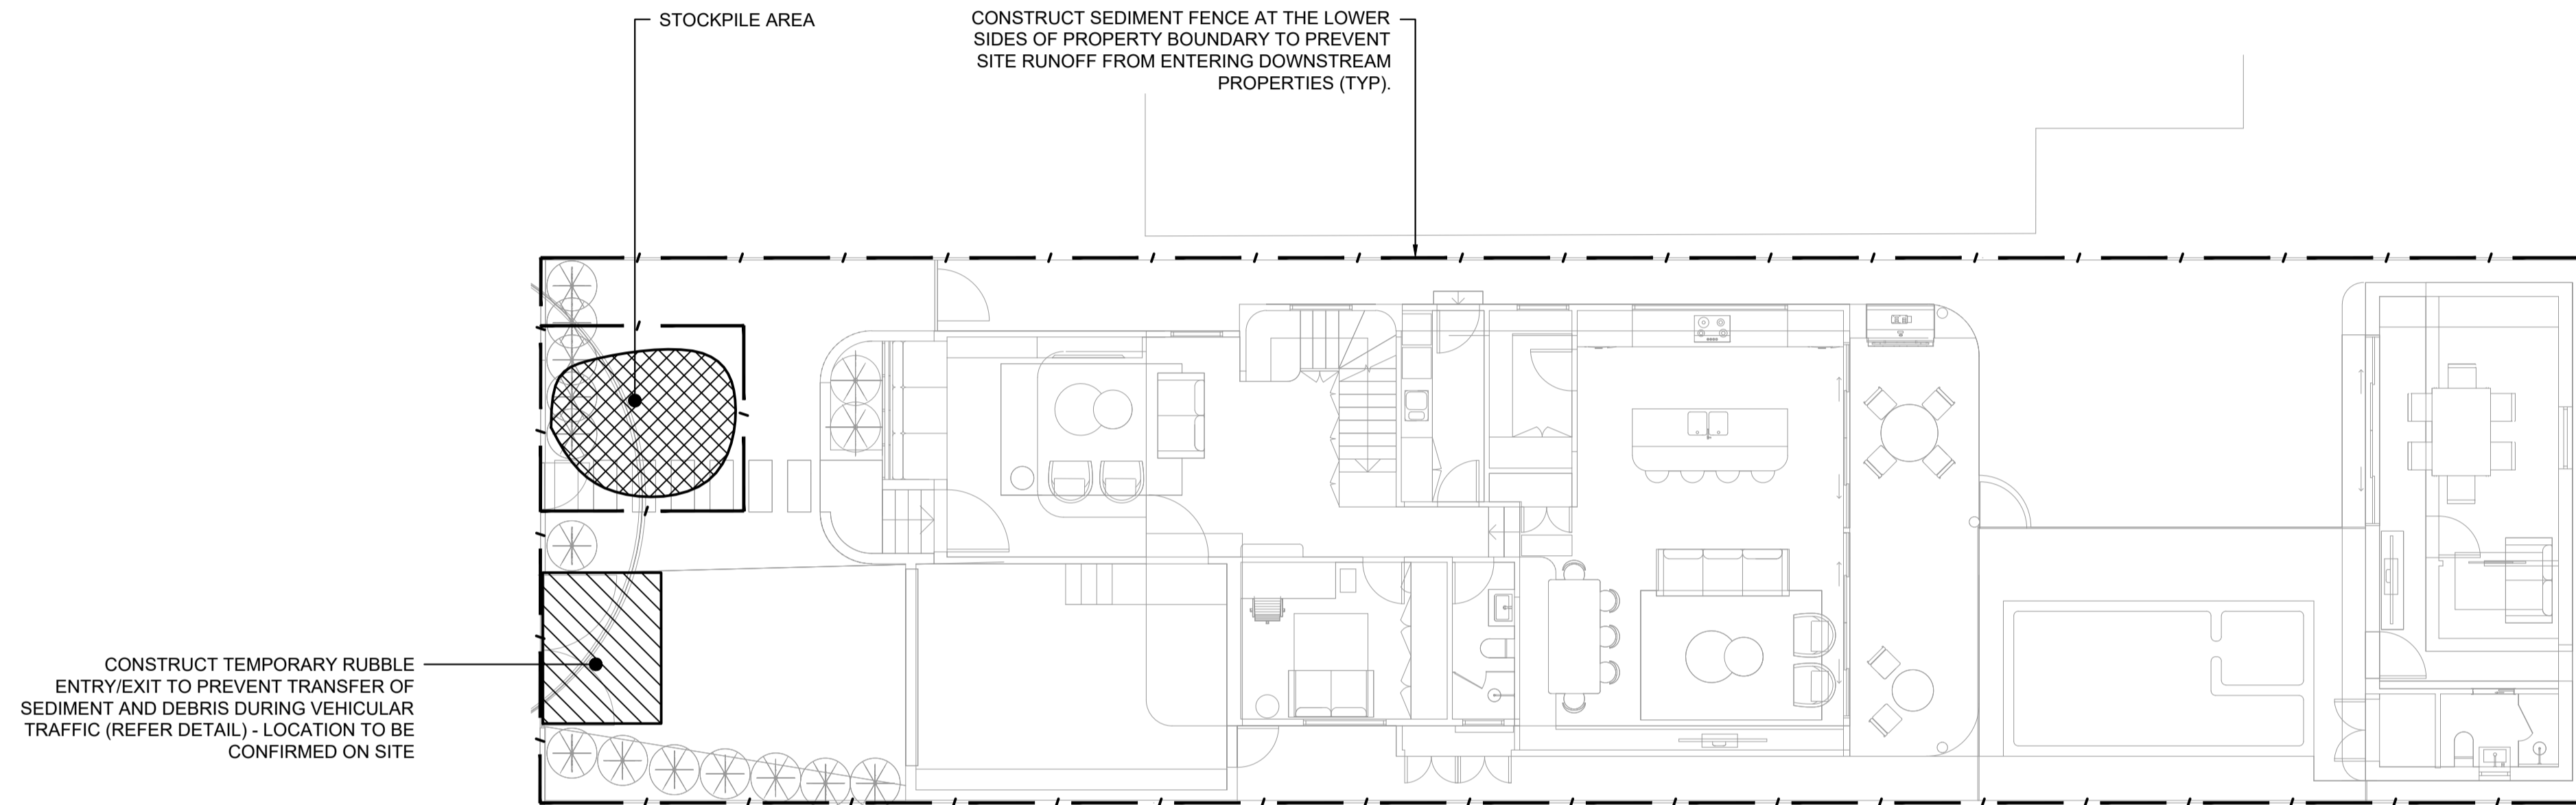 STOCKPILE AREA
CONSTRUCT SEDIMENT FENCE AT THE LOWER
SIDES OF PROPERTY BOUNDARY TO PREVENT
SITE RUNOFF FROM ENTERING DOWNSTREAM
PROPERTIES (TYP).
CONSTRUCT TEMPORARY RUBBLE
ENTRY/EXIT TO PREVENT TRANSFER OF
SEDIMENT AND DEBRIS DURING VEHICULAR
TRAFFIC (REFER DETAIL) - LOCATION TO BE
CONFIRMED ON SITE